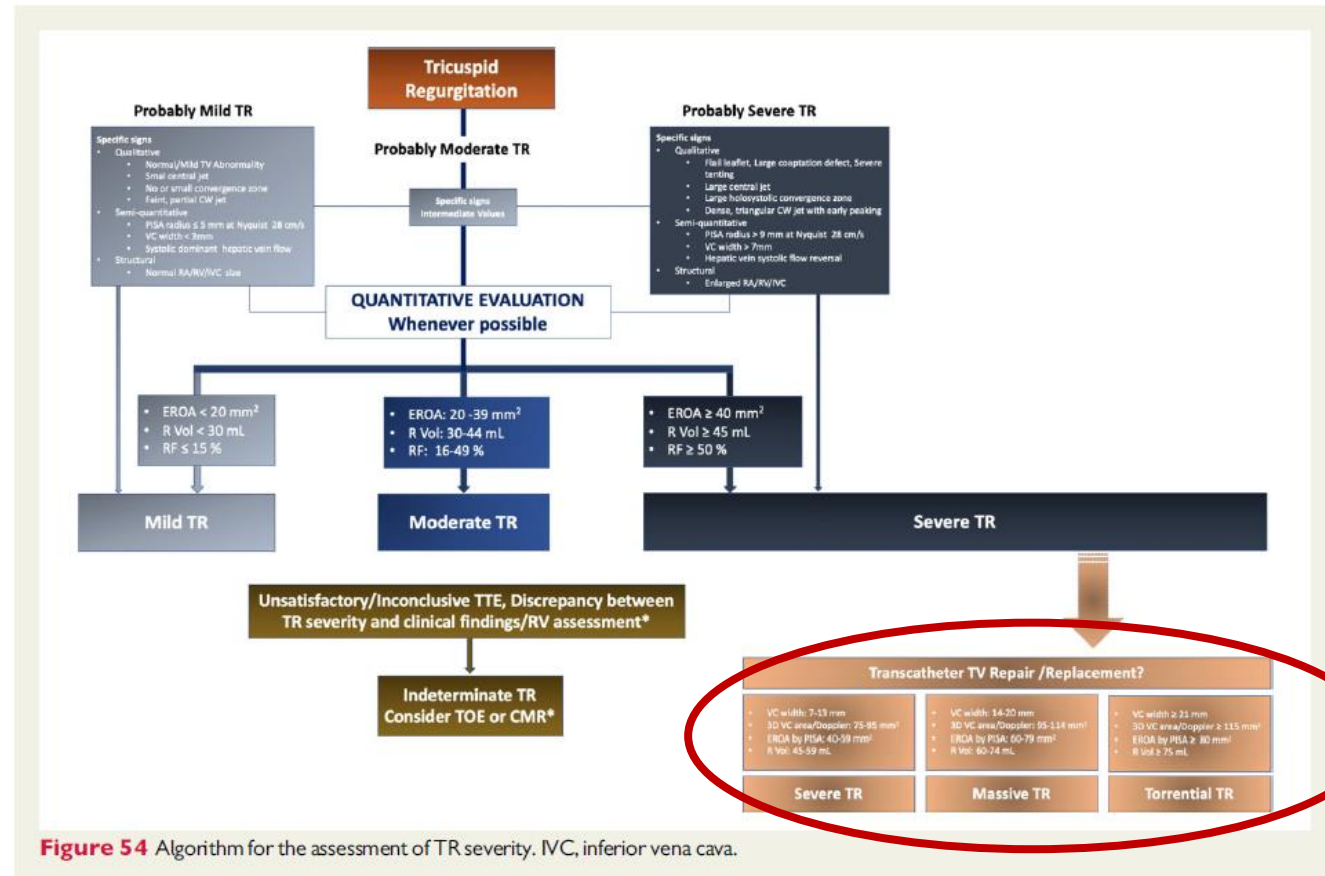 Tricuspid
Regurgitation
Probably Mild TR
Specific signs
• Qualitative
• Normal/Mild TV Abnormality
• Smal central jet
• No or small convergence zone
• Faint, partial CW jet
• Semi-quantitative
• PISA radius ≤ 5 mm at Nyquist 28 cm/s
• VC width < 3mm
• Systolic dominant hepatic vein flow
• Structural
• Normal RA/RV/IVC size
Probably Moderate TR
Specific signs
Intermediate Values
Probably Severe TR
Specific signs
• Qualitative
• Flail leaflet, Large coaptation defect, Severe
tenting
• Large central jet
• Large holosystolic convergence zone
• Dense, triangular CW jet with early peaking
• Semi-quantitative
• PISA radius > 9 mm at Nyquist 28 cm/s
• VC width > 7mm
• Hepatic vein systolic flow reversal
• Structural
• Enlarged RA/RV/IVC
QUANTITATIVE EVALUATION
Whenever possible
• EROA < 20 mm²
• R Vol < 30 mL
• RF ≤ 15 %
• EROA: 20 -39 mm²
• R Vol: 30-44 mL
• RF: 16-49 %
• EROA ≥ 40 mm²
• R Vol ≥ 45 mL
• RF ≥ 50 %
Mild TR
Moderate TR
Severe TR
Unsatisfactory/Inconclusive TTE, Discrepancy between
TR severity and clinical findings/RV assessment*
Indeterminate TR
Consider TOE or CMR*
Transcatheter TV Repair /Replacement?
• VC width: 7-13 mm
• 3D VC area/Doppler: 75-95 mm²
• EROA by PISA: 40-59 mm²
• R Vol: 45-59 mL
Severe TR
• VC width: 14-20 mm
• 3D VC area/Doppler: 95-114 mm²
• EROA by PISA: 60-79 mm²
• R Vol: 60-74 mL
Massive TR
• VC width ≥ 21 mm
• 3D VC area/Doppler ≥ 115 mm²
• EROA by PISA ≥ 80 mm²
• R Vol ≥ 75 mL
Torrential TR
Figure 54 Algorithm for the assessment of TR severity. IVC, inferior vena cava.